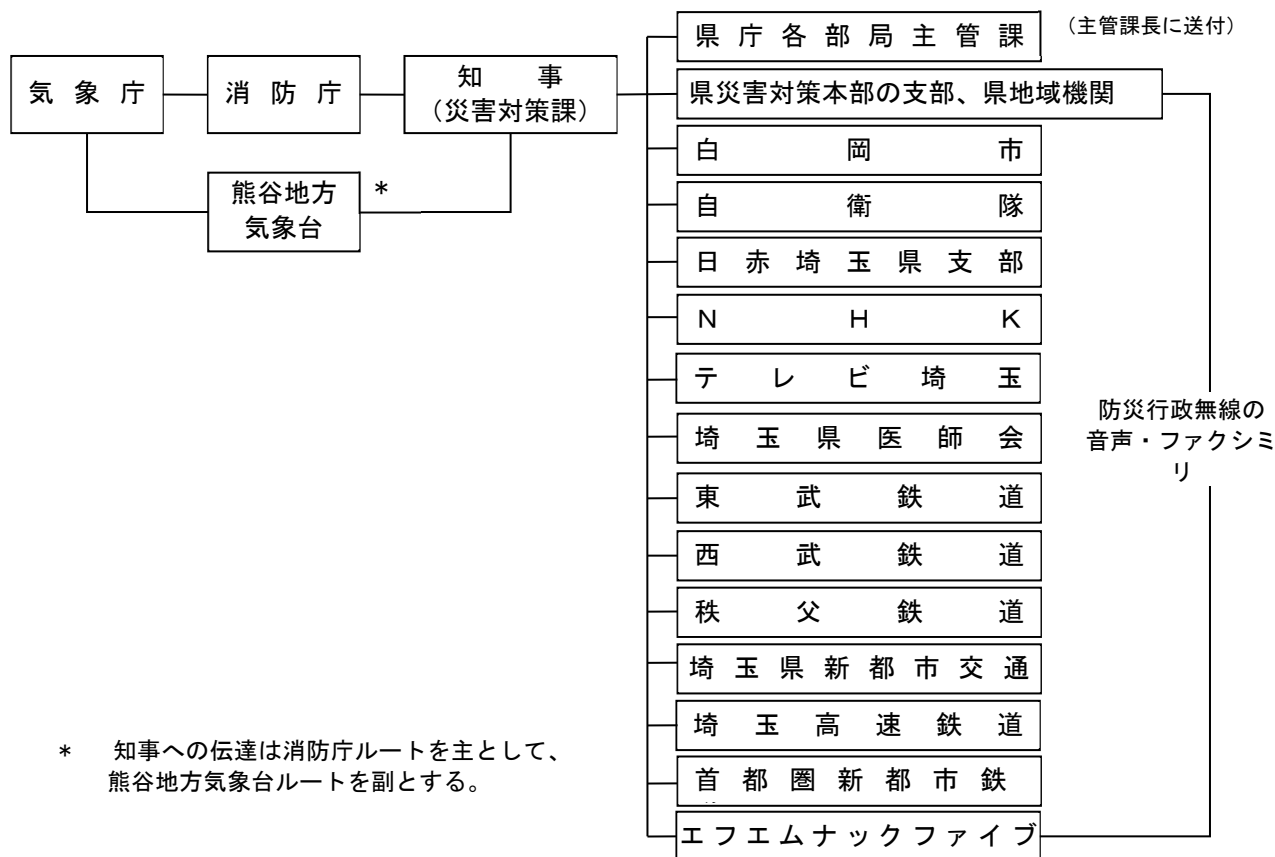 県庁各部局主管課
（主管課長に送付）
気象庁
消防庁
知事
（災害対策課）
県災害対策本部の支部、県地域機関
白岡市
熊谷地方
気象台
*
自衛隊
日赤埼玉県支部
ＮＨＫ
テレビ埼玉
埼玉県医師会
防災行政無線の
音声・ファクシミ
リ
東武鉄道
西武鉄道
秩父鉄道
埼玉県新都市交通
埼玉高速鉄道
首都圏新都市鉄
エフエムナックファイブ
* 知事への伝達は消防庁ルートを主として、
熊谷地方気象台ルートを副とする。